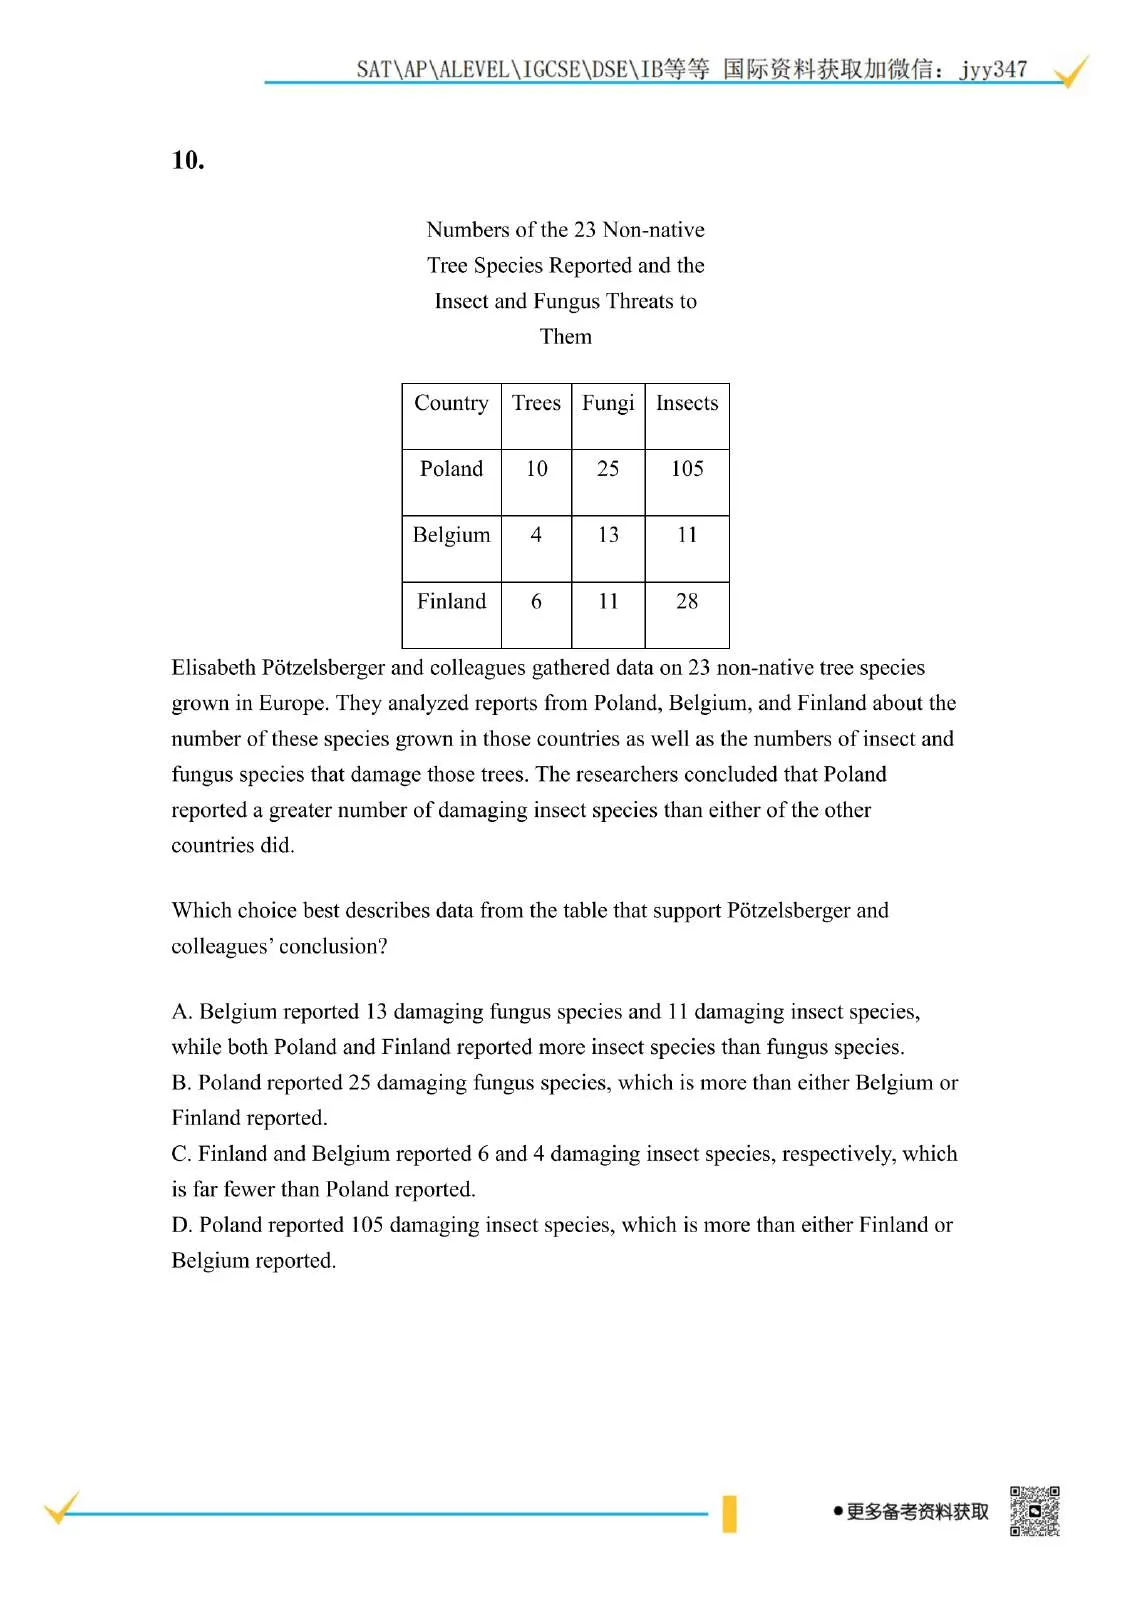 SAT\AP\ALEVEL\IGCSE\DSE\IB等等 国际资料获取加微信：jyy347
10.
Numbers of the 23 Non-native
Tree Species Reported and the
Insect and Fungus Threats to
Them
Country Trees Fungi Insects
Poland 10 25 105
Belgium 4 13 11
Finland 6 11 28
Elisabeth Pötzelsberger and colleagues gathered data on 23 non-native tree species
grown in Europe. They analyzed reports from Poland, Belgium, and Finland about the
number of these species grown in those countries as well as the numbers of insect and
fungus species that damage those trees. The researchers concluded that Poland
reported a greater number of damaging insect species than either of the other
countries did.
Which choice best describes data from the table that support Pötzelsberger and
colleagues' conclusion?
A. Belgium reported 13 damaging fungus species and 11 damaging insect species,
while both Poland and Finland reported more insect species than fungus species.
B. Poland reported 25 damaging fungus species, which is more than either Belgium or
Finland reported.
C. Finland and Belgium reported 6 and 4 damaging insect species, respectively, which
is far fewer than Poland reported.
D. Poland reported 105 damaging insect species, which is more than either Finland or
Belgium reported.
●更多备考资料获取